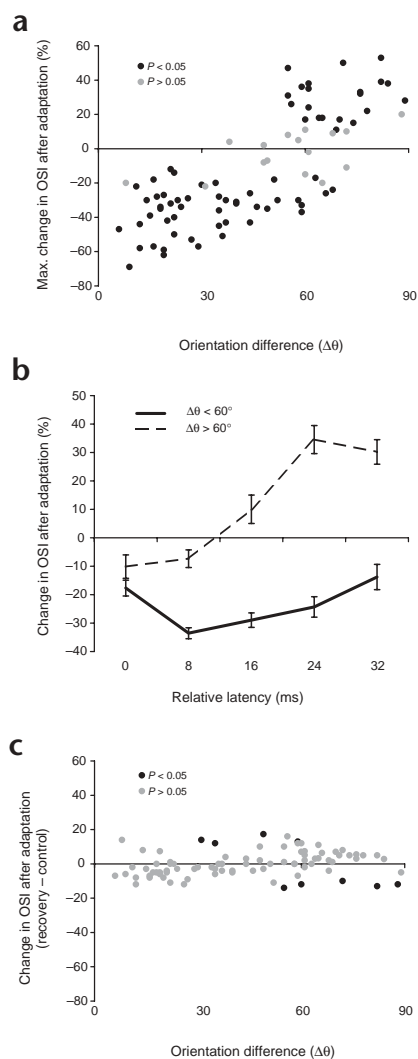 a
Max. change in OSI after adaptation (%)
60
40
20
0
–20
–40
–60
–80
P < 0.05
P > 0.05
0 30 60 90
Orientation difference (Δθ)
b
Change in OSI after adaptation (%)
50
40
30
20
10
0
–10
–20
–30
–40
Δθ < 60°
Δθ > 60°
0 8 16 24 32
Relative latency (ms)
c
Change in OSI after adaptation
(recovery – control)
60
40
20
0
–20
–40
–60
–80
P < 0.05
P > 0.05
0 30 60 90
Orientation difference (Δθ)